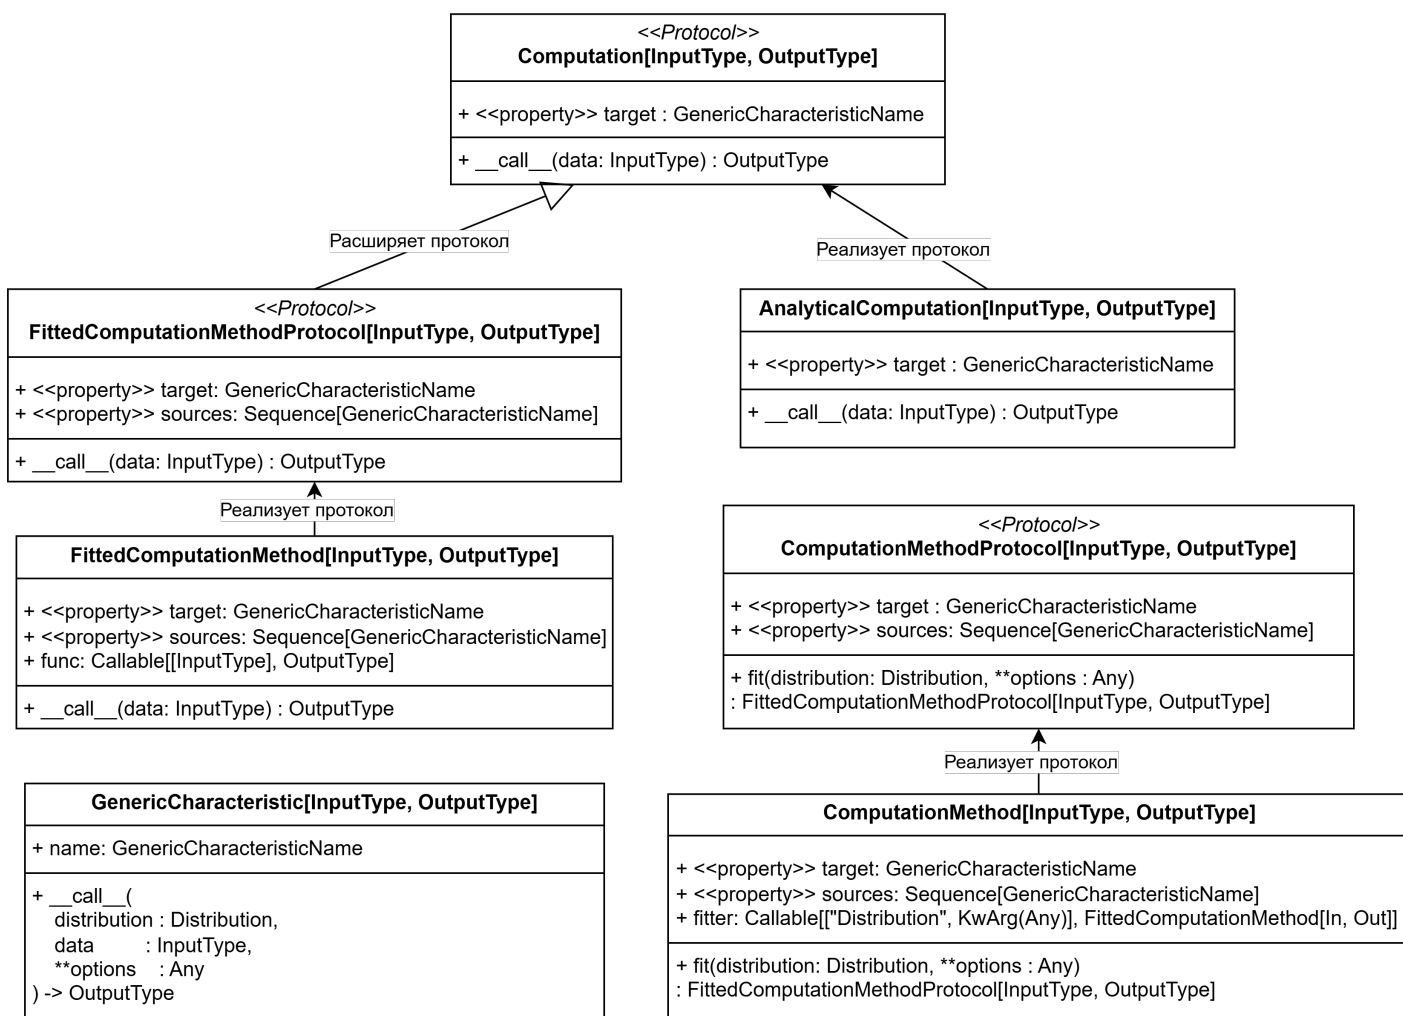 <<Protocol>>
Computation[InputType, OutputType]
+ <<property>> target : GenericCharacteristicName
+ __call__(data: InputType) : OutputType
Расширяет протокол
Реализует протокол
<<Protocol>>
FittedComputationMethodProtocol[InputType, OutputType]
+ <<property>> target: GenericCharacteristicName
+ <<property>> sources: Sequence[GenericCharacteristicName]
+ __call__(data: InputType) : OutputType
AnalyticalComputation[InputType, OutputType]
+ <<property>> target : GenericCharacteristicName
+ __call__(data: InputType) : OutputType
Реализует протокол
FittedComputationMethod[InputType, OutputType]
+ <<property>> target: GenericCharacteristicName
+ <<property>> sources: Sequence[GenericCharacteristicName]
+ func: Callable[[InputType], OutputType]
+ __call__(data: InputType) : OutputType
<<Protocol>>
ComputationMethodProtocol[InputType, OutputType]
+ <<property>> target : GenericCharacteristicName
+ <<property>> sources: Sequence[GenericCharacteristicName]
+ fit(distribution: Distribution, **options : Any)
: FittedComputationMethodProtocol[InputType, OutputType]
Реализует протокол
GenericCharacteristic[InputType, OutputType]
+ name: GenericCharacteristicName
+ __call__(
distribution : Distribution,
data : InputType,
**options : Any
) -> OutputType
ComputationMethod[InputType, OutputType]
+ <<property>> target: GenericCharacteristicName
+ <<property>> sources: Sequence[GenericCharacteristicName]
+ fitter: Callable[["Distribution", KwArg(Any)], FittedComputationMethod[In, Out]]
+ fit(distribution: Distribution, **options : Any)
: FittedComputationMethodProtocol[InputType, OutputType]